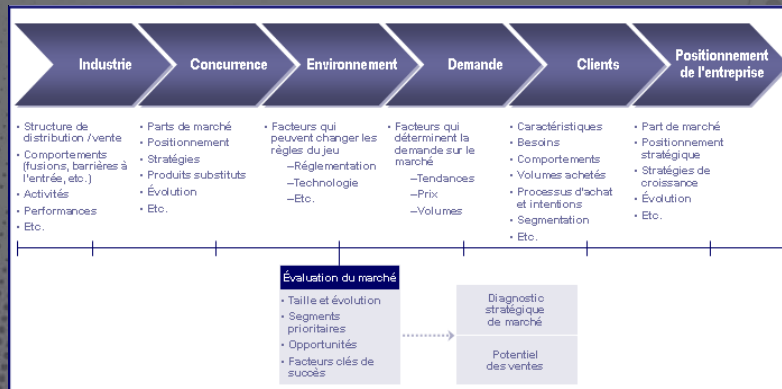 Industrie
Concurrence
Environnement
Demande
Clients
Positionnement
de l'entreprise
• Structure de
distribution /vente
• Comportements
(fusions, barrières à
l'entrée, etc.)
• Activités
• Performances
• Etc.
• Parts de marché
• Positionnement
• Stratégies
• Produits substituts
• Évolution
• Etc.
• Facteurs qui
peuvent changer les
règles du jeu
–Réglementation
–Technologie
–Etc.
• Facteurs qui
déterminent la
demande sur le
marché
–Tendances
–Prix
–Volumes
• Caractéristiques
• Besoins
• Comportements
• Volumes achetés
• Processus d'achat
et intentions
• Segmentation
• Etc.
• Part de marché
• Positionnement
stratégique
• Stratégies de
croissance
• Évolution
• Etc.
Évaluation du marché
• Taille et évolution
• Segments
prioritaires
• Opportunités
• Facteurs clés de
succès
Diagnostic
stratégique
de marché
Potentiel
des ventes